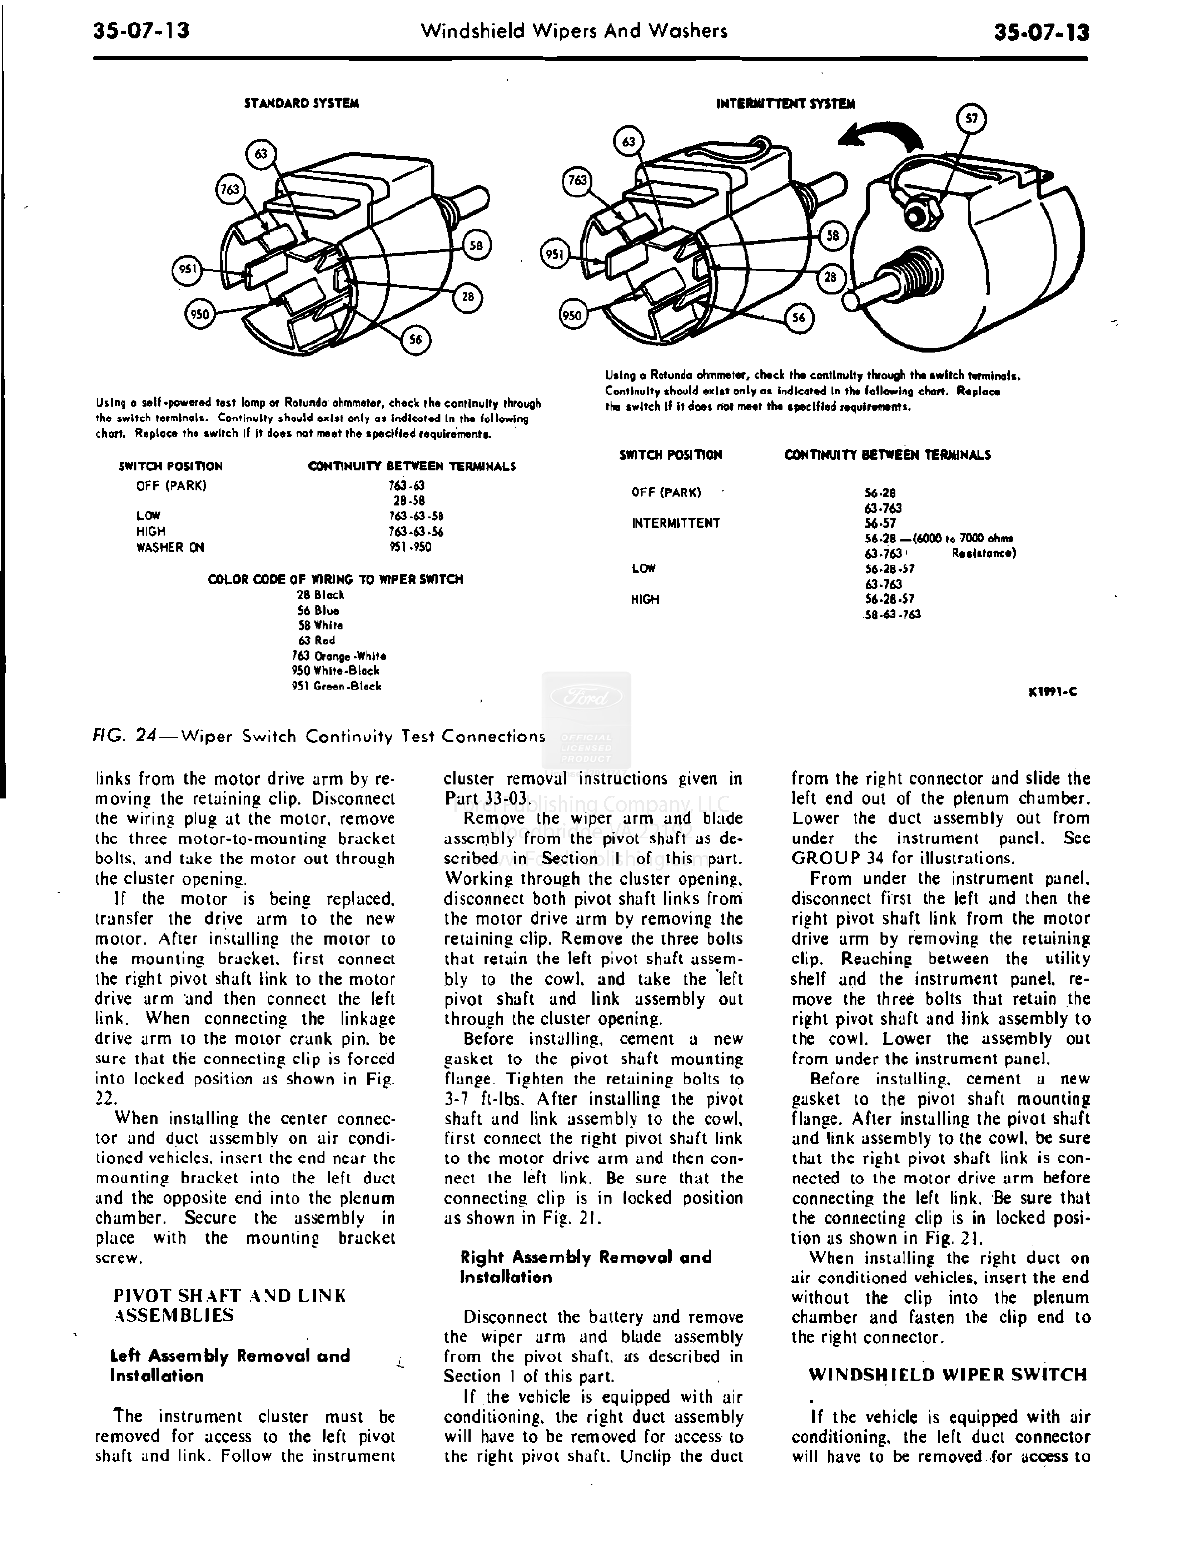 35-07-13
Windshield Wipers And Washers
35-07-13
STANDARD SYSTEM
63
763
951
950
58
28
56
Using a self-powered test lamp or Rotunda ohmmeter, check the continuity through
the switch terminals. Continuity should exist only as indicated in the following
chart. Replace the switch if it does not meet the specified requirements.
SWITCH POSITION CONTINUITY BETWEEN TERMINALS
OFF (PARK) 763-63
28-58
LOW 763-63-58
HIGH 763-63-56
WASHER ON 951-950
COLOR CODE OF WIRING TO WIPER SWITCH
28 Black
56 Blue
58 White
63 Red
763 Orange-White
950 White-Black
951 Green-Black
INTERMITTENT SYSTEM
63
763
951
950
58
28
56
57
Using a Rotunda ohmmeter, check the continuity through the switch terminals.
Continuity should exist only as indicated in the following chart. Replace
the switch if it does not meet the specified requirements.
SWITCH POSITION CONTINUITY BETWEEN TERMINALS
OFF (PARK) 56-28
63-763
INTERMITTENT 56-57
56-28 —(6000 to 7000 ohms
63-763 Resistance)
LOW 56-28-57
63-763
HIGH 56-28-57
58-63-763
K1991-C
FIG. 24—Wiper Switch Continuity Test Connections
Ford
OFFICIAL
LICENSED
PRODUCT
links from the motor drive arm by re-
moving the retaining clip. Disconnect
the wiring plug at the motor, remove
the three motor-to-mounting bracket
bolts, and take the motor out through
the cluster opening.
If the motor is being replaced,
transfer the drive arm to the new
motor. After installing the motor to
the mounting bracket, first connect
the right pivot shaft link to the motor
drive arm and then connect the left
link. When connecting the linkage
drive arm to the motor crank pin, be
sure that the connecting clip is forced
into locked position as shown in Fig.
22.
When installing the center connec-
tor and duct assembly on air condi-
tioned vehicles, insert the end near the
mounting bracket into the left duct
and the opposite end into the plenum
chamber. Secure the assembly in
place with the mounting bracket
screw.
PIVOT SHAFT AND LINK
ASSEMBLIES
Left Assembly Removal and
Installation
The instrument cluster must be
removed for access to the left pivot
shaft and link. Follow the instrument
cluster removal instructions given in
Part 33-03.
Remove the wiper arm and blade
assembly from the pivot shaft as de-
scribed in Section of this part.
Working through the cluster opening,
disconnect both pivot shaft links from
the motor drive arm by removing the
retaining clip. Remove the three bolts
that retain the left pivot shaft assem-
bly to the cowl, and take the left
pivot shaft and link assembly out
through the cluster opening.
Before installing, cement a new
gasket to the pivot shaft mounting
flange. Tighten the retaining bolts to
3-7 ft-lbs. After installing the pivot
shaft and link assembly to the cowl,
first connect the right pivot shaft link
to the motor drive arm and then con-
nect the left link. Be sure that the
connecting clip is in locked position
as shown in Fig. 21.
Right Assembly Removal and
Installation
Disconnect the battery and remove
the wiper arm and blade assembly
from the pivot shaft, as described in
Section 1 of this part.
If the vehicle is equipped with air
conditioning, the right duct assembly
will have to be removed for access to
the right pivot shaft. Unclip the duct
from the right connector and slide the
left end out of the plenum chamber.
Lower the duct assembly out from
under the instrument panel. See
GROUP 34 for illustrations.
From under the instrument panel,
disconnect first the left and then the
right pivot shaft link from the motor
drive arm by removing the retaining
clip. Reaching between the utility
shelf and the instrument panel, re-
move the three bolts that retain the
right pivot shaft and link assembly to
the cowl. Lower the assembly out
from under the instrument panel.
Before installing, cement a new
gasket to the pivot shaft mounting
flange. After installing the pivot shaft
and link assembly to the cowl, be sure
that the right pivot shaft link is con-
nected to the motor drive arm before
connecting the left link. Be sure that
the connecting clip is in locked posi-
tion as shown in Fig. 21.
When installing the right duct on
air conditioned vehicles, insert the end
without the clip into the plenum
chamber and fasten the clip end to
the right connector.
WINDSHIELD WIPER SWITCH
If the vehicle is equipped with air
conditioning, the left duct connector
will have to be removed for access to